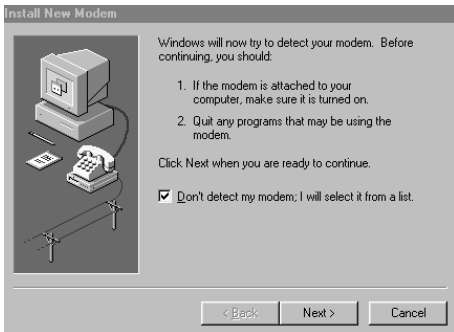 Install New Modem
Windows will now try to detect your modem. Before
continuing, you should:
1. If the modem is attached to your
computer, make sure it is turned on.
2. Quit any programs that may be using the
modem.
Click Next when you are ready to continue.
Don't detect my modem; I will select it from a list.
< Back
Next >
Cancel